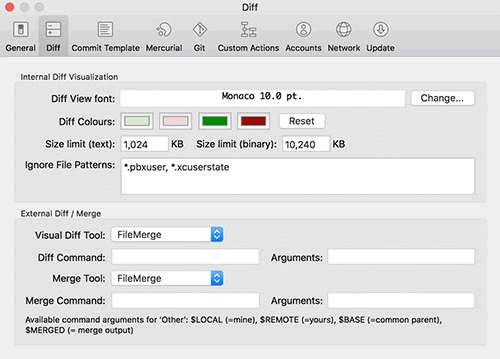 Diff
General Diff Commit Template Mercurial Git Custom Actions Accounts Network Update
Internal Diff Visualization
Diff View font: Monaco 10.0 pt. Change...
Diff Colours: Reset
Size limit (text): 1,024 KB Size limit (binary): 10,240 KB
Ignore File Patterns: *.pbxuser, *.xcuserstate
External Diff / Merge
Visual Diff Tool: FileMerge
Diff Command: Arguments:
Merge Tool: FileMerge
Merge Command: Arguments:
Available command arguments for 'Other': $LOCAL (=mine), $REMOTE (=yours), $BASE (=common parent),
$MERGED (= merge output)